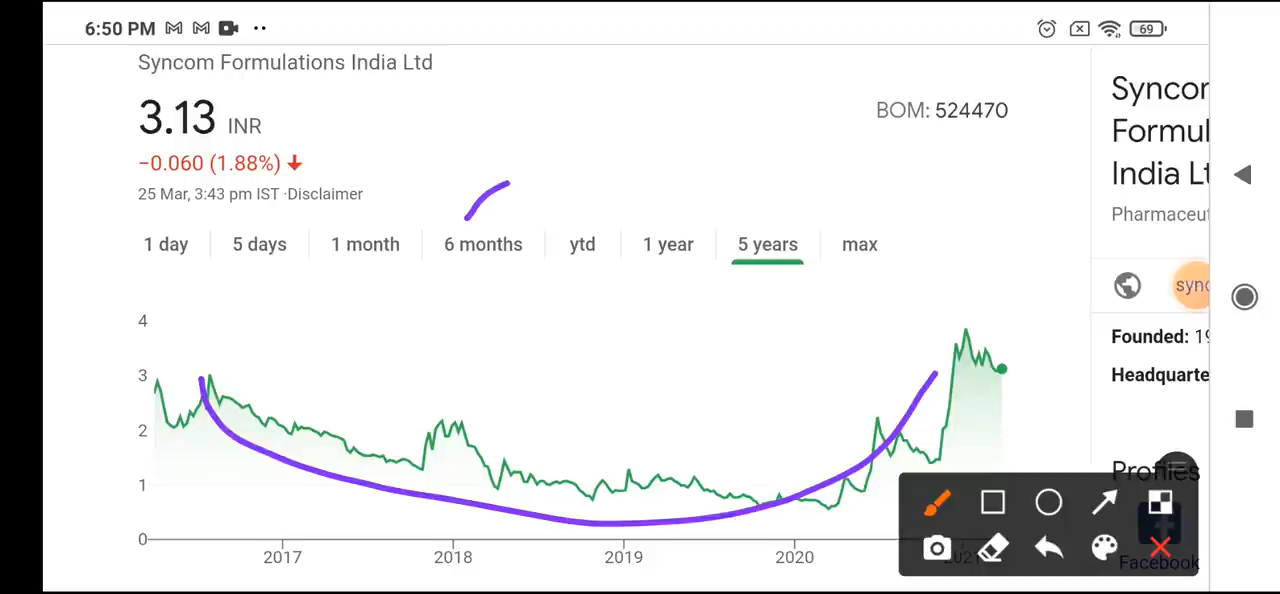 6:50 PM
69
Syncom Formulations India Ltd
3.13 INR
BOM: 524470
−0.060 (1.88%)
25 Mar, 3:43 pm IST ·Disclaimer
1 day 5 days 1 month 6 months ytd 1 year 5 years max
4
3
2
1
0
2017 2018 2019 2020 2021
Syncor
Formul
India Lt
Pharmaceut
sync
Founded: 19
Headquarte
Profiles
Facebook